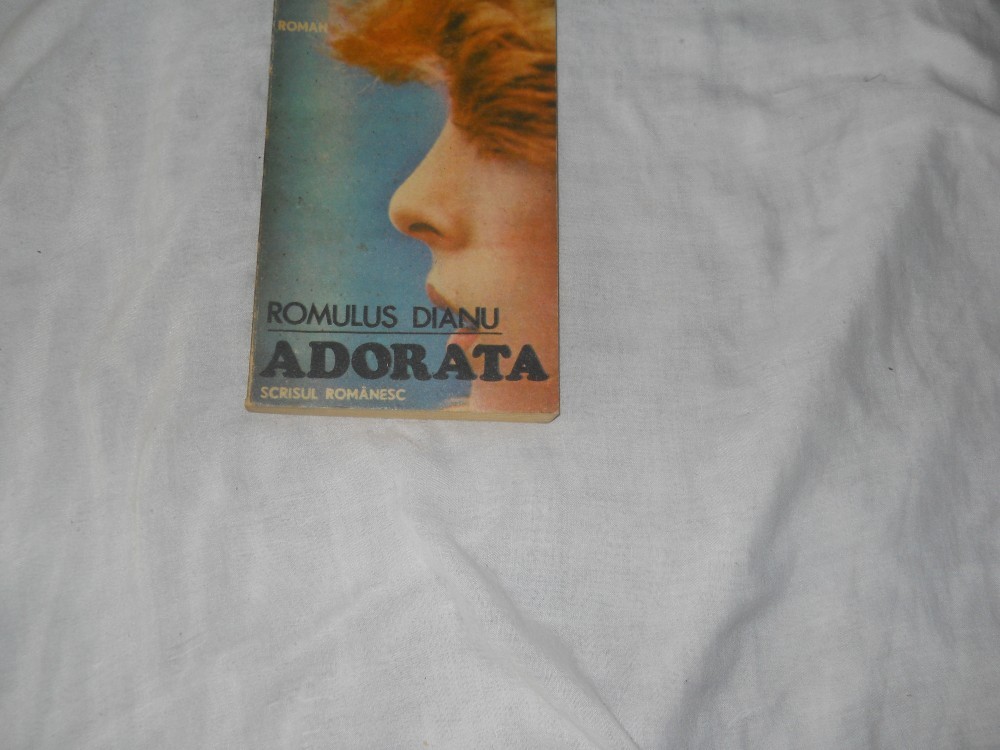 ROMAN
ROMULUS DIANU
ADORATA
SCRISUL ROMÂNESC